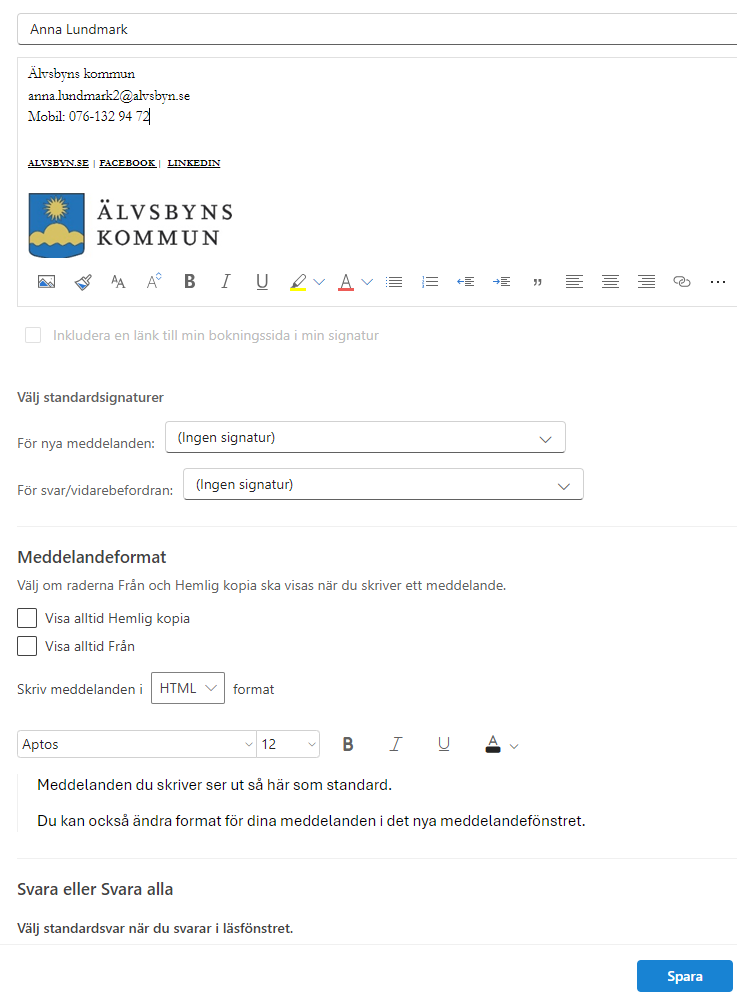 Anna Lundmark
Älvsbyns kommun
anna.lundmark2@alvsbyn.se
Mobil: 076-132 94 72
ALVSBYN.SE | FACEBOOK | LINKEDIN
ÄLVSBYNS
KOMMUN
Inkludera en länk till min bokningssida i min signatur
Välj standardsignaturer
För nya meddelanden: (Ingen signatur)
För svar/vidarebefordran: (Ingen signatur)
Meddelandeformat
Välj om raderna Från och Hemlig kopia ska visas när du skriver ett meddelande.
Visa alltid Hemlig kopia
Visa alltid Från
Skriv meddelanden i HTML format
Aptos 12 B I U A
Meddelanden du skriver ser ut så här som standard.
Du kan också ändra format för dina meddelanden i det nya meddelandefönstret.
Svara eller Svara alla
Välj standardsvar när du svarar i läsfönstret.
Spara